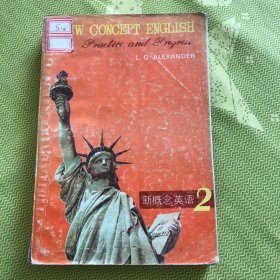 W CONCEPT ENGLISH
Practice and Progress
L. G. ALEXANDER
新概念英语 2